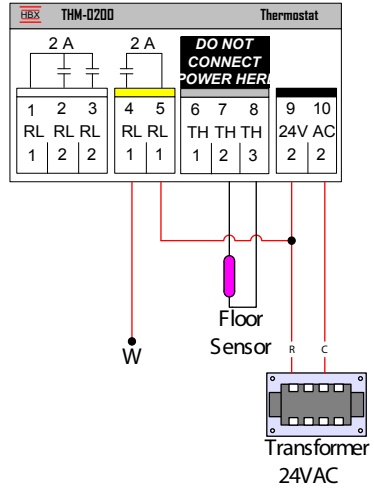 HBX THM-0200 Thermostat
2 A 2 A DO NOT
CONNECT
POWER HERE
1 2 3 4 5 6 7 8 9 10
RL RL RL RL RL TH TH TH 24V AC
1 2 2 1 1 1 2 3 2 2
Floor
Sensor R C
W
Transformer
24VAC